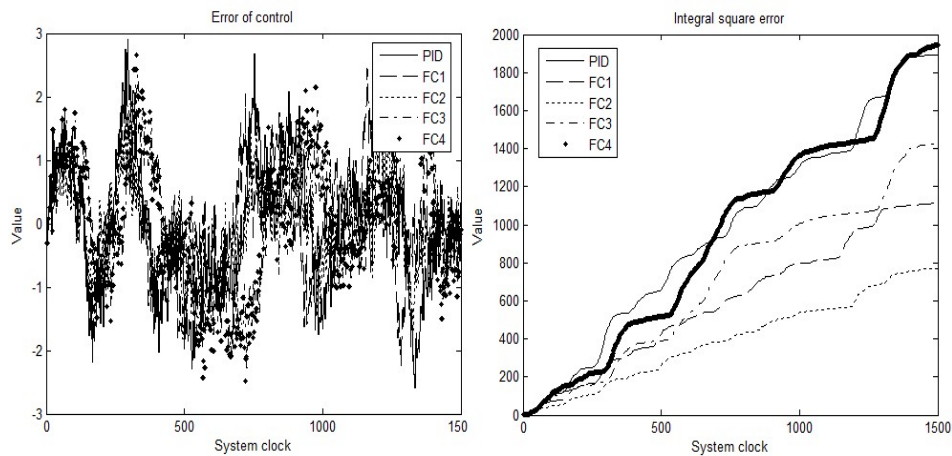 Error of control
3
2
1
0
-1
-2
-3
Value
0
500
1000
150
System clock
PID
FC1
FC2
FC3
FC4
Integral square error
2000
1800
1600
1400
1200
1000
800
600
400
200
0
Value
0
500
1000
1500
System clock
PID
FC1
FC2
FC3
FC4